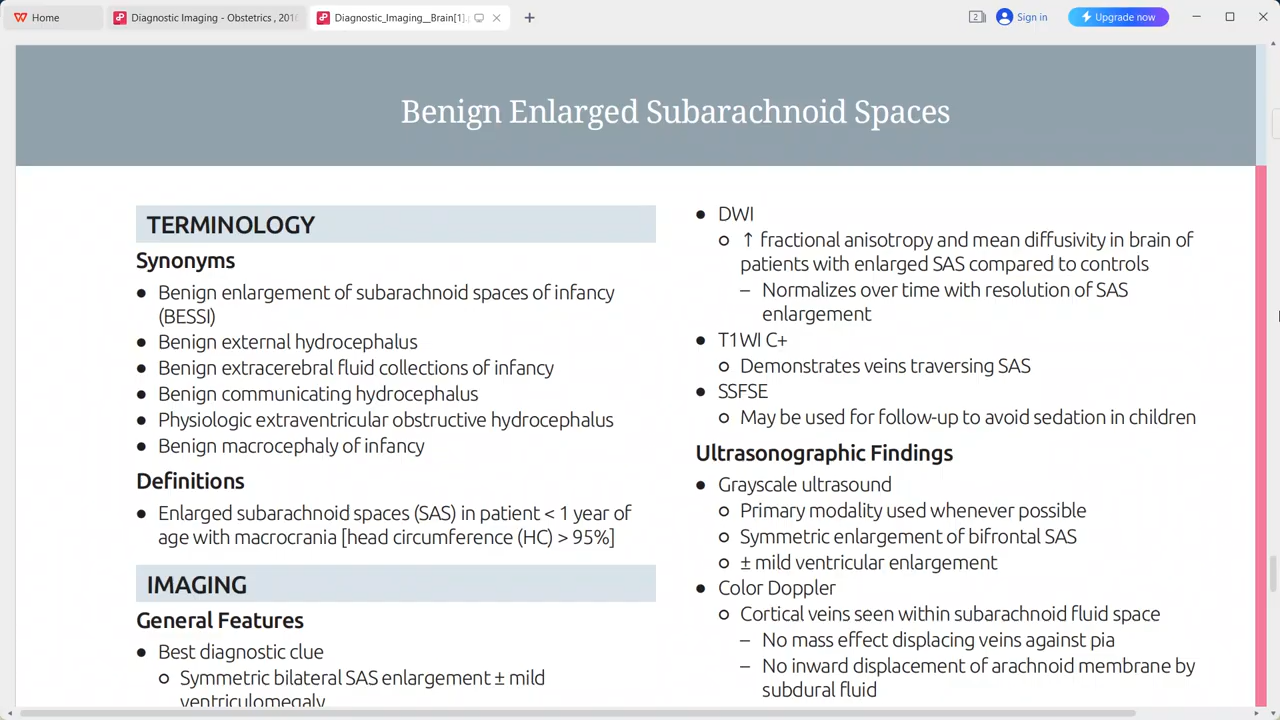 Home
Diagnostic Imaging - Obstetrics , 201
Diagnostic_Imaging__Brain[1].
2
Sign in
Upgrade now
Benign Enlarged Subarachnoid Spaces
TERMINOLOGY
Synonyms
● Benign enlargement of subarachnoid spaces of infancy
(BESSI)
● Benign external hydrocephalus
● Benign extracerebral fluid collections of infancy
● Benign communicating hydrocephalus
● Physiologic extraventricular obstructive hydrocephalus
● Benign macrocephaly of infancy
Definitions
● Enlarged subarachnoid spaces (SAS) in patient < 1 year of
age with macrocrania [head circumference (HC) > 95%]
IMAGING
General Features
● Best diagnostic clue
○ Symmetric bilateral SAS enlargement ± mild
ventriculomegaly
● DWI
○ ↑ fractional anisotropy and mean diffusivity in brain of
patients with enlarged SAS compared to controls
– Normalizes over time with resolution of SAS
enlargement
● T1WI C+
○ Demonstrates veins traversing SAS
● SSFSE
○ May be used for follow-up to avoid sedation in children
Ultrasonographic Findings
● Grayscale ultrasound
○ Primary modality used whenever possible
○ Symmetric enlargement of bifrontal SAS
○ ± mild ventricular enlargement
● Color Doppler
○ Cortical veins seen within subarachnoid fluid space
– No mass effect displacing veins against pia
– No inward displacement of arachnoid membrane by
subdural fluid